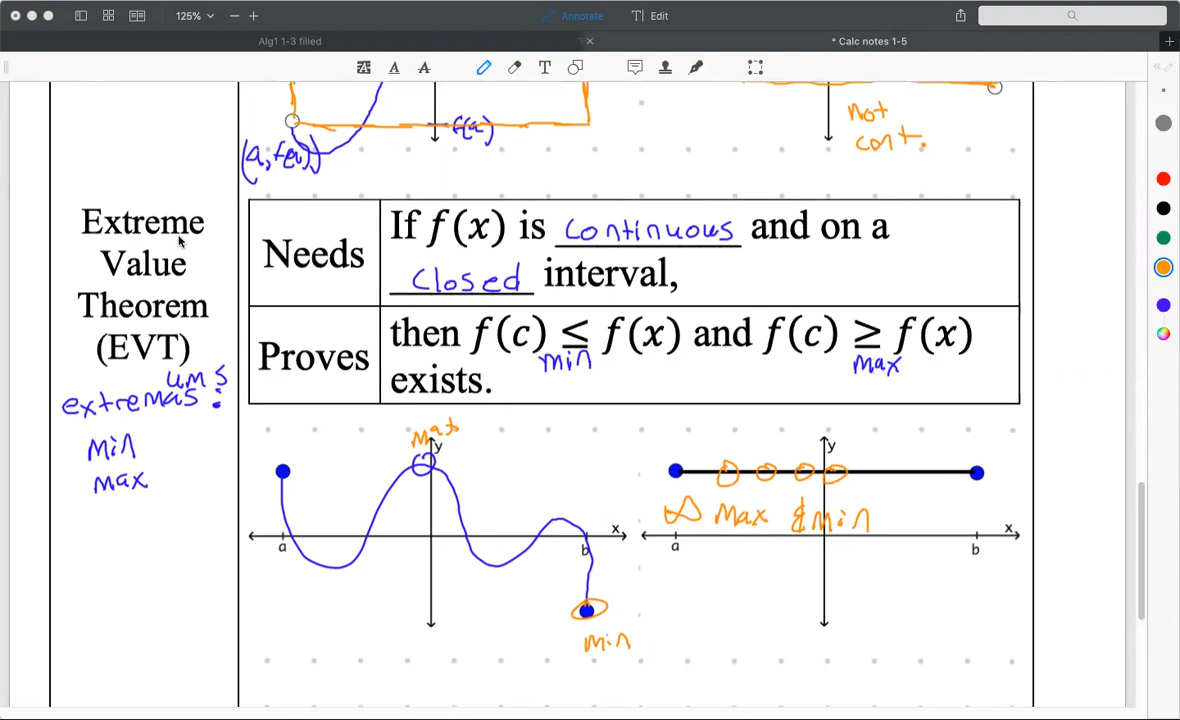 125%
Annotate
T| Edit
Alg1 1-3 filled
* Calc notes 1-5
(a, f(a))
f(a)
Not
cont.
Extreme
Value
Theorem
(EVT)
extremas ums :
min
max
Needs
If f(x) is continuous and on a
closed interval,
Proves
then f(c) ≤ f(x) and f(c) ≥ f(x)
min max
exists.
Max
y
x
a
b
min
y
∞ Max & Min
x
a
b